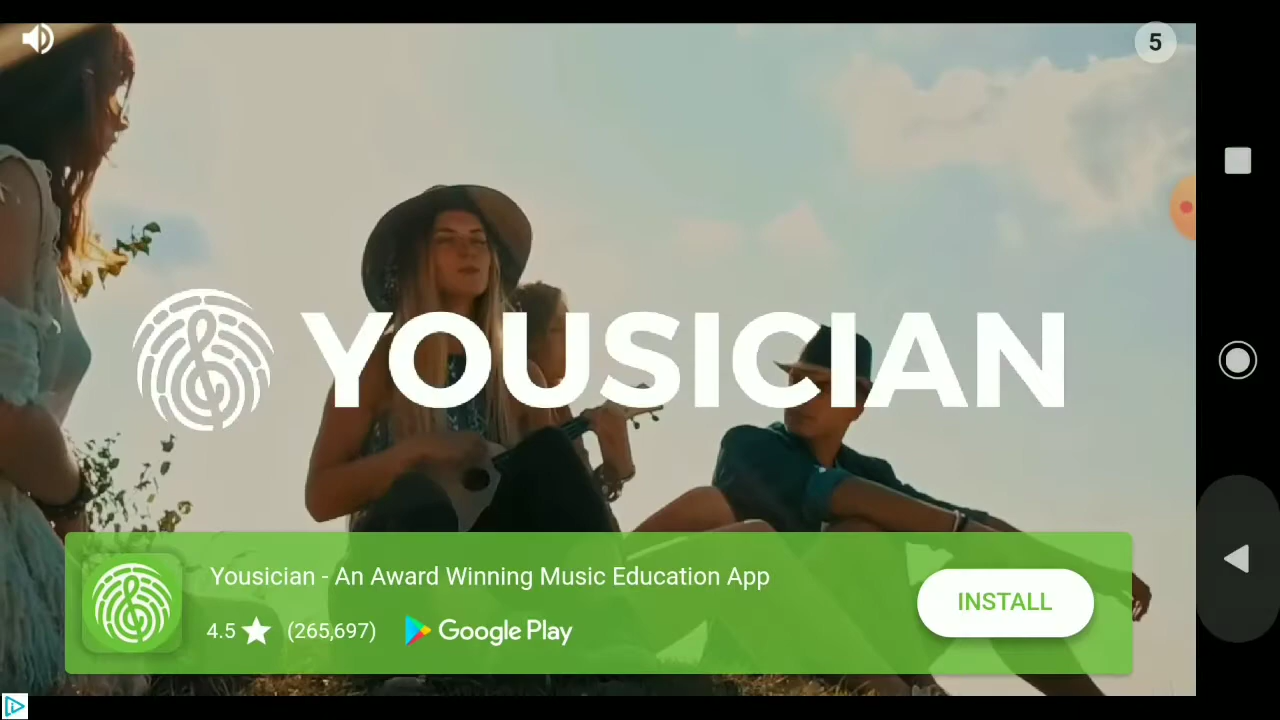 5
YOUSICIAN
Yousician - An Award Winning Music Education App
4.5 (265,697) Google Play
INSTALL